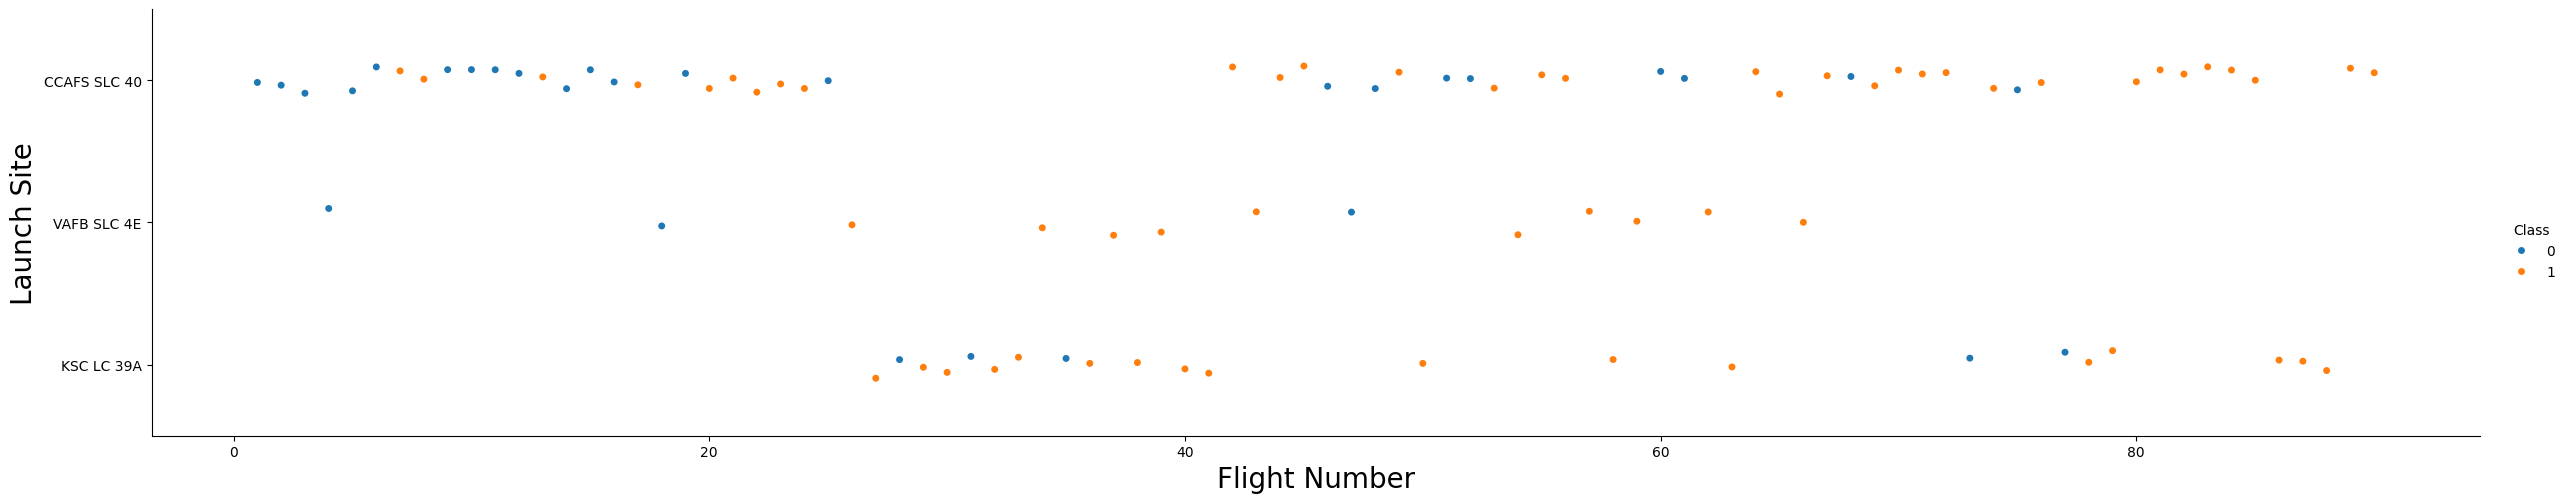 Launch Site
CCAFS SLC 40
VAFB SLC 4E
KSC LC 39A
0 20 40 60 80
Flight Number
Class
0
1